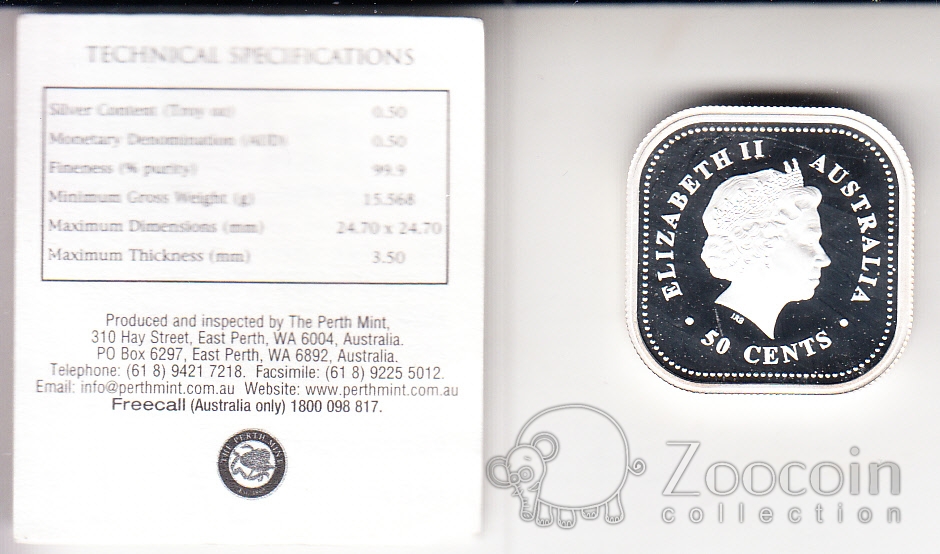 TECHNICAL SPECIFICATIONS
Silver Content (Troy oz) 0.50
Monetary Denomination (AUD) 0.50
Fineness (% purity) 99.9
Minimum Gross Weight (g) 15.568
Maximum Dimensions (mm) 24.70 x 24.70
Maximum Thickness (mm) 3.50
Produced and inspected by The Perth Mint,
310 Hay Street, East Perth, WA 6004, Australia.
PO Box 6297, East Perth, WA 6892, Australia.
Telephone: (61 8) 9421 7218. Facsimile: (61 8) 9225 5012.
Email: info@perthmint.com.au Website: www.perthmint.com.au
Freecall (Australia only) 1800 098 817.
THE PERTH MINT
ELIZABETH II AUSTRALIA
IRB
• 50 CENTS •
Zoocoin
collection